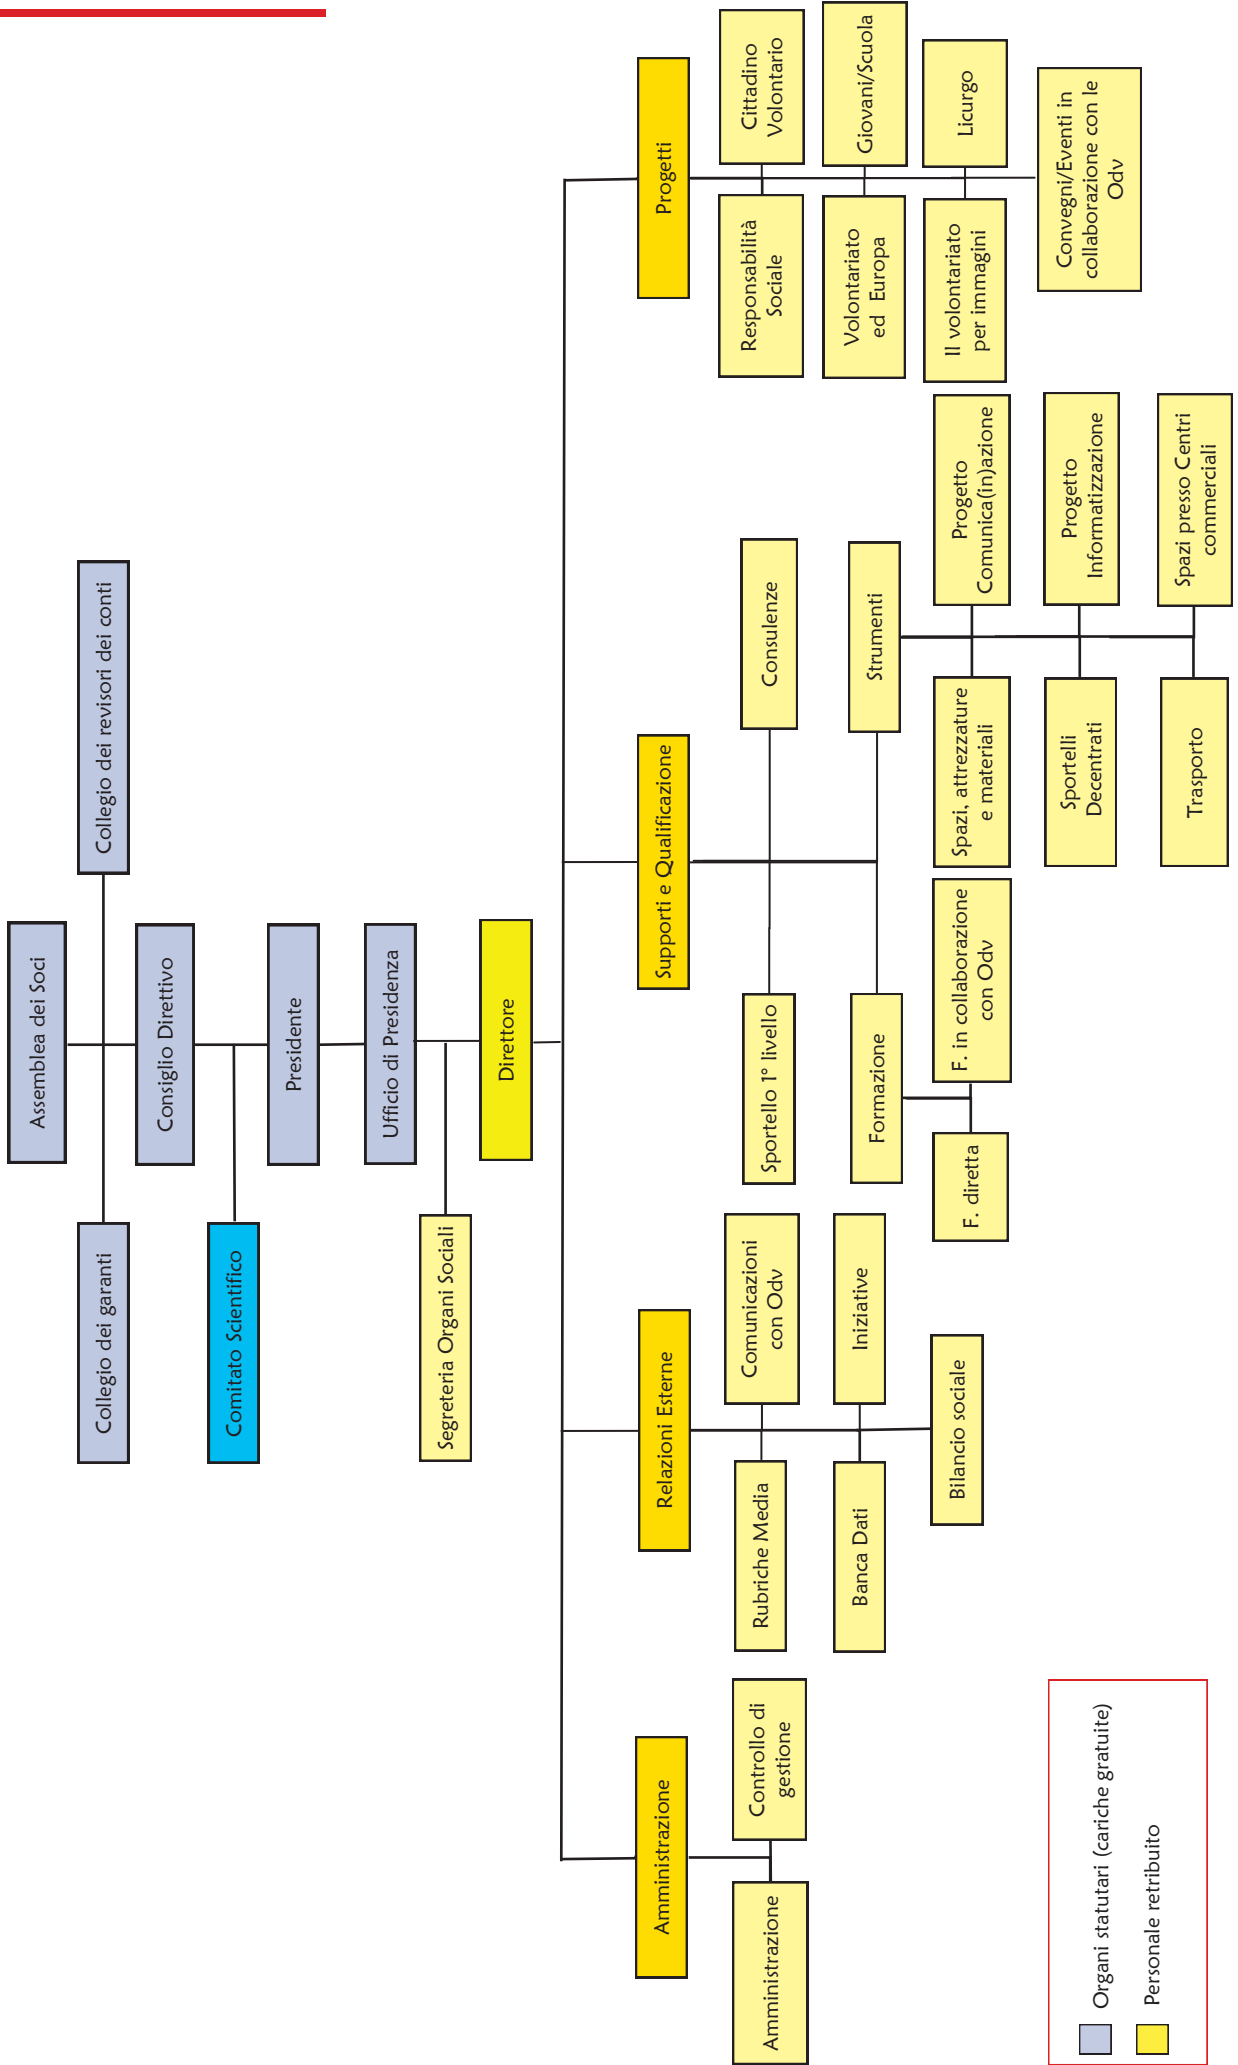 Assemblea dei Soci
Collegio dei garanti
Collegio dei revisori dei conti
Consiglio Direttivo
Comitato Scientifico
Presidente
Ufficio di Presidenza
Segreteria Organi Sociali
Direttore
Amministrazione
Relazioni Esterne
Supporti e Qualificazione
Progetti
Amministrazione
Controllo di
gestione
Rubriche Media
Comunicazioni
con Odv
Banca Dati
Iniziative
Bilancio sociale
Sportello 1° livello
Consulenze
Formazione
Strumenti
F. diretta
F. in collaborazione
con Odv
Spazi, attrezzature
e materiali
Progetto
Comunica(in)azione
Sportelli
Decentrati
Progetto
Informatizzazione
Trasporto
Spazi presso Centri
commerciali
Responsabilità
Sociale
Cittadino
Volontario
Volontariato
ed Europa
Giovani/Scuola
Il volontariato
per immagini
Licurgo
Convegni/Eventi in
collaborazione con le
Odv
Organi statutari (cariche gratuite)
Personale retribuito